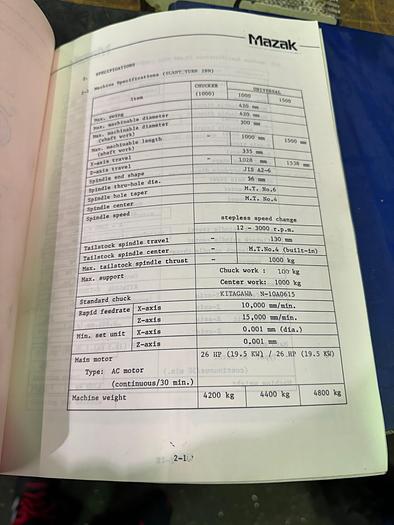 Mazak
2. SPECIFICATIONS
2-1 Machine Specifications (SLANT TURN 28N)
Item CHUCKER (1000) UNIVERSAL 1000 1500
Max. swing 430 mm
Max. machinable diameter 420 mm
Max. machinable diameter (shaft work) 300 mm
Max. machinable length (shaft work) - 1000 mm 1500 mm
X-axis travel 335 mm
Z-axis travel - 1028 mm 1538 mm
Spindle end shape JIS A2-6
Spindle thru-hole dia. 56 mm
Spindle hole taper M.T. No.6
Spindle center M.T. No.4
Spindle speed stepless speed change
12 - 3000 r.p.m.
Tailstock spindle travel - 130 mm
Tailstock spindle center - M.T.No.4 (built-in)
Max. tailstock spindle thrust - 1000 kg
Max. support Chuck work : 100 kg
Center work: 1000 kg
Standard chuck KITAGAWA N-10A0615
Rapid feedrate X-axis 10,000 mm/min.
Z-axis 15,000 mm/min.
Min. set unit X-axis 0.001 mm (dia.)
Z-axis 0.001 mm
Main motor 26 HP (19.5 KW) / 26 HP (19.5 KW)
Type: AC motor
(continuous/30 min.)
Machine weight 4200 kg 4400 kg 4800 kg